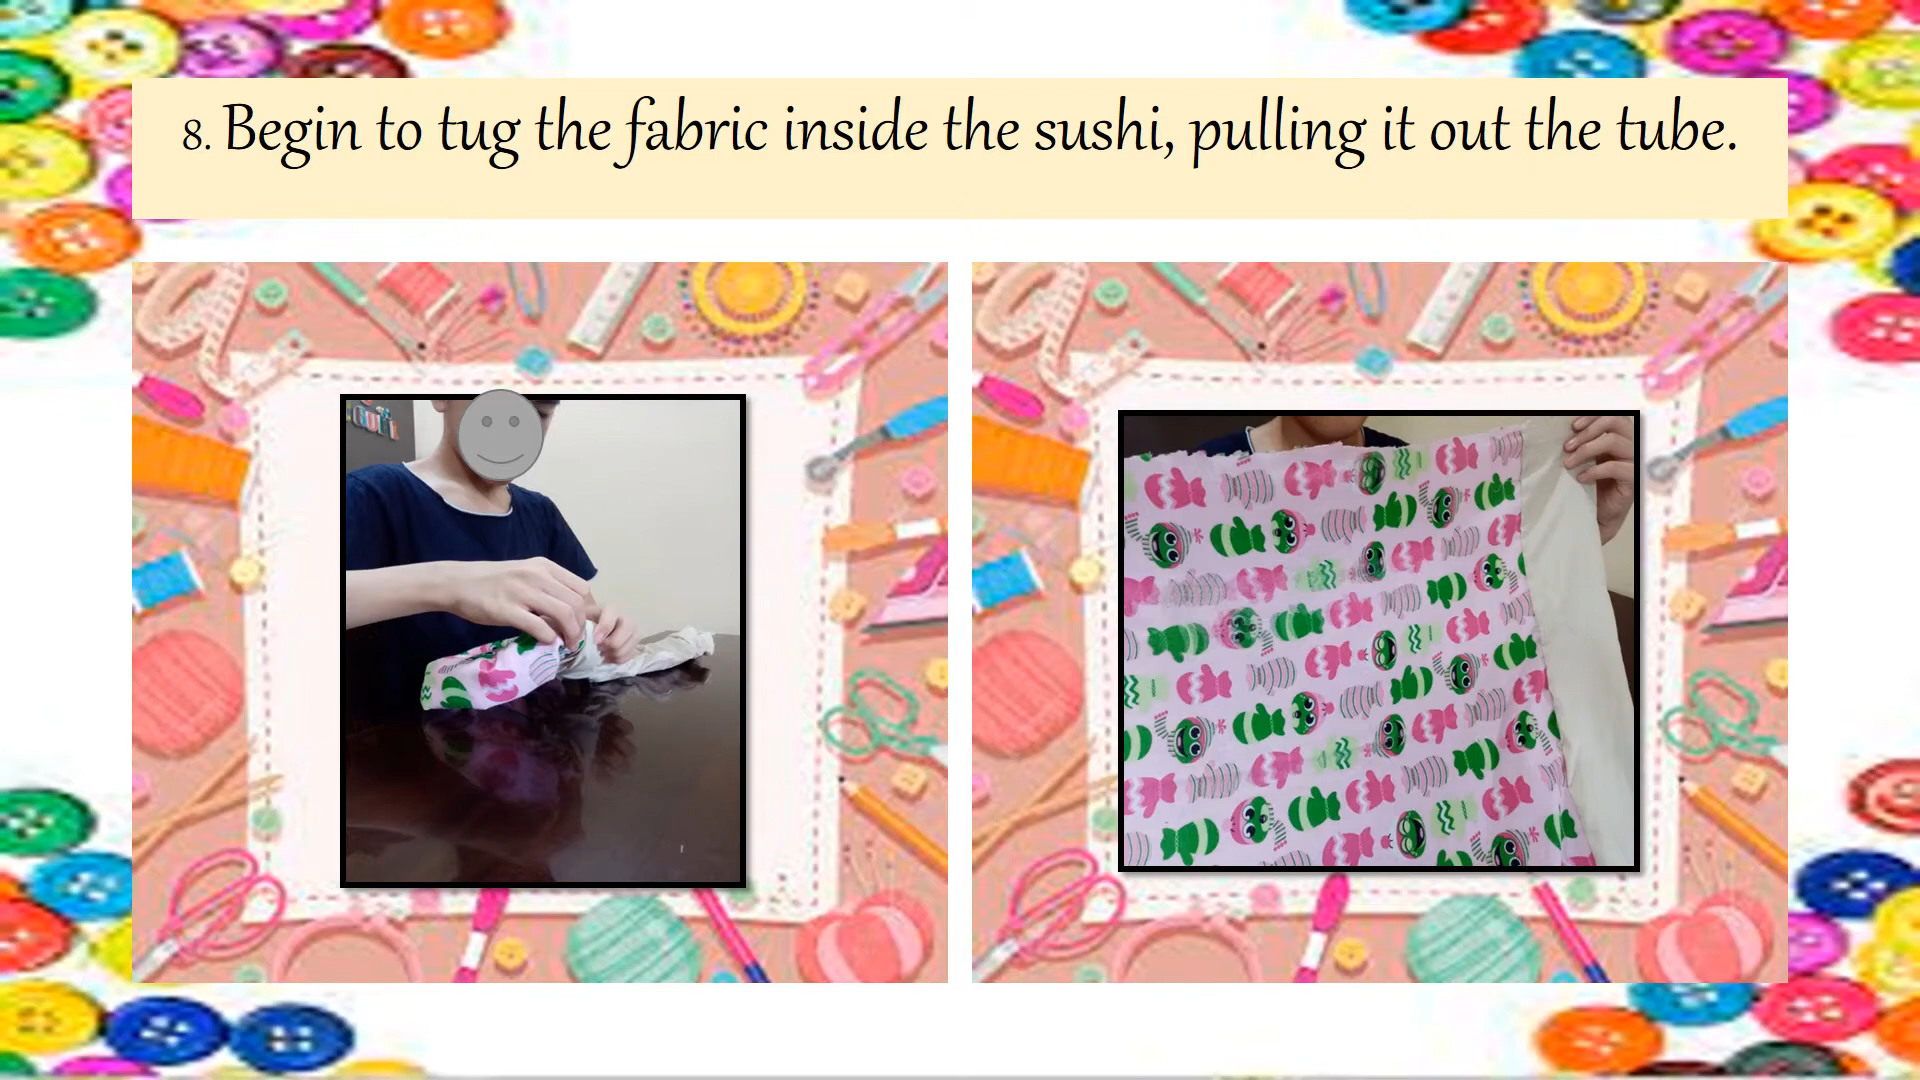 8. Begin to tug the fabric inside the sushi, pulling it out the tube.